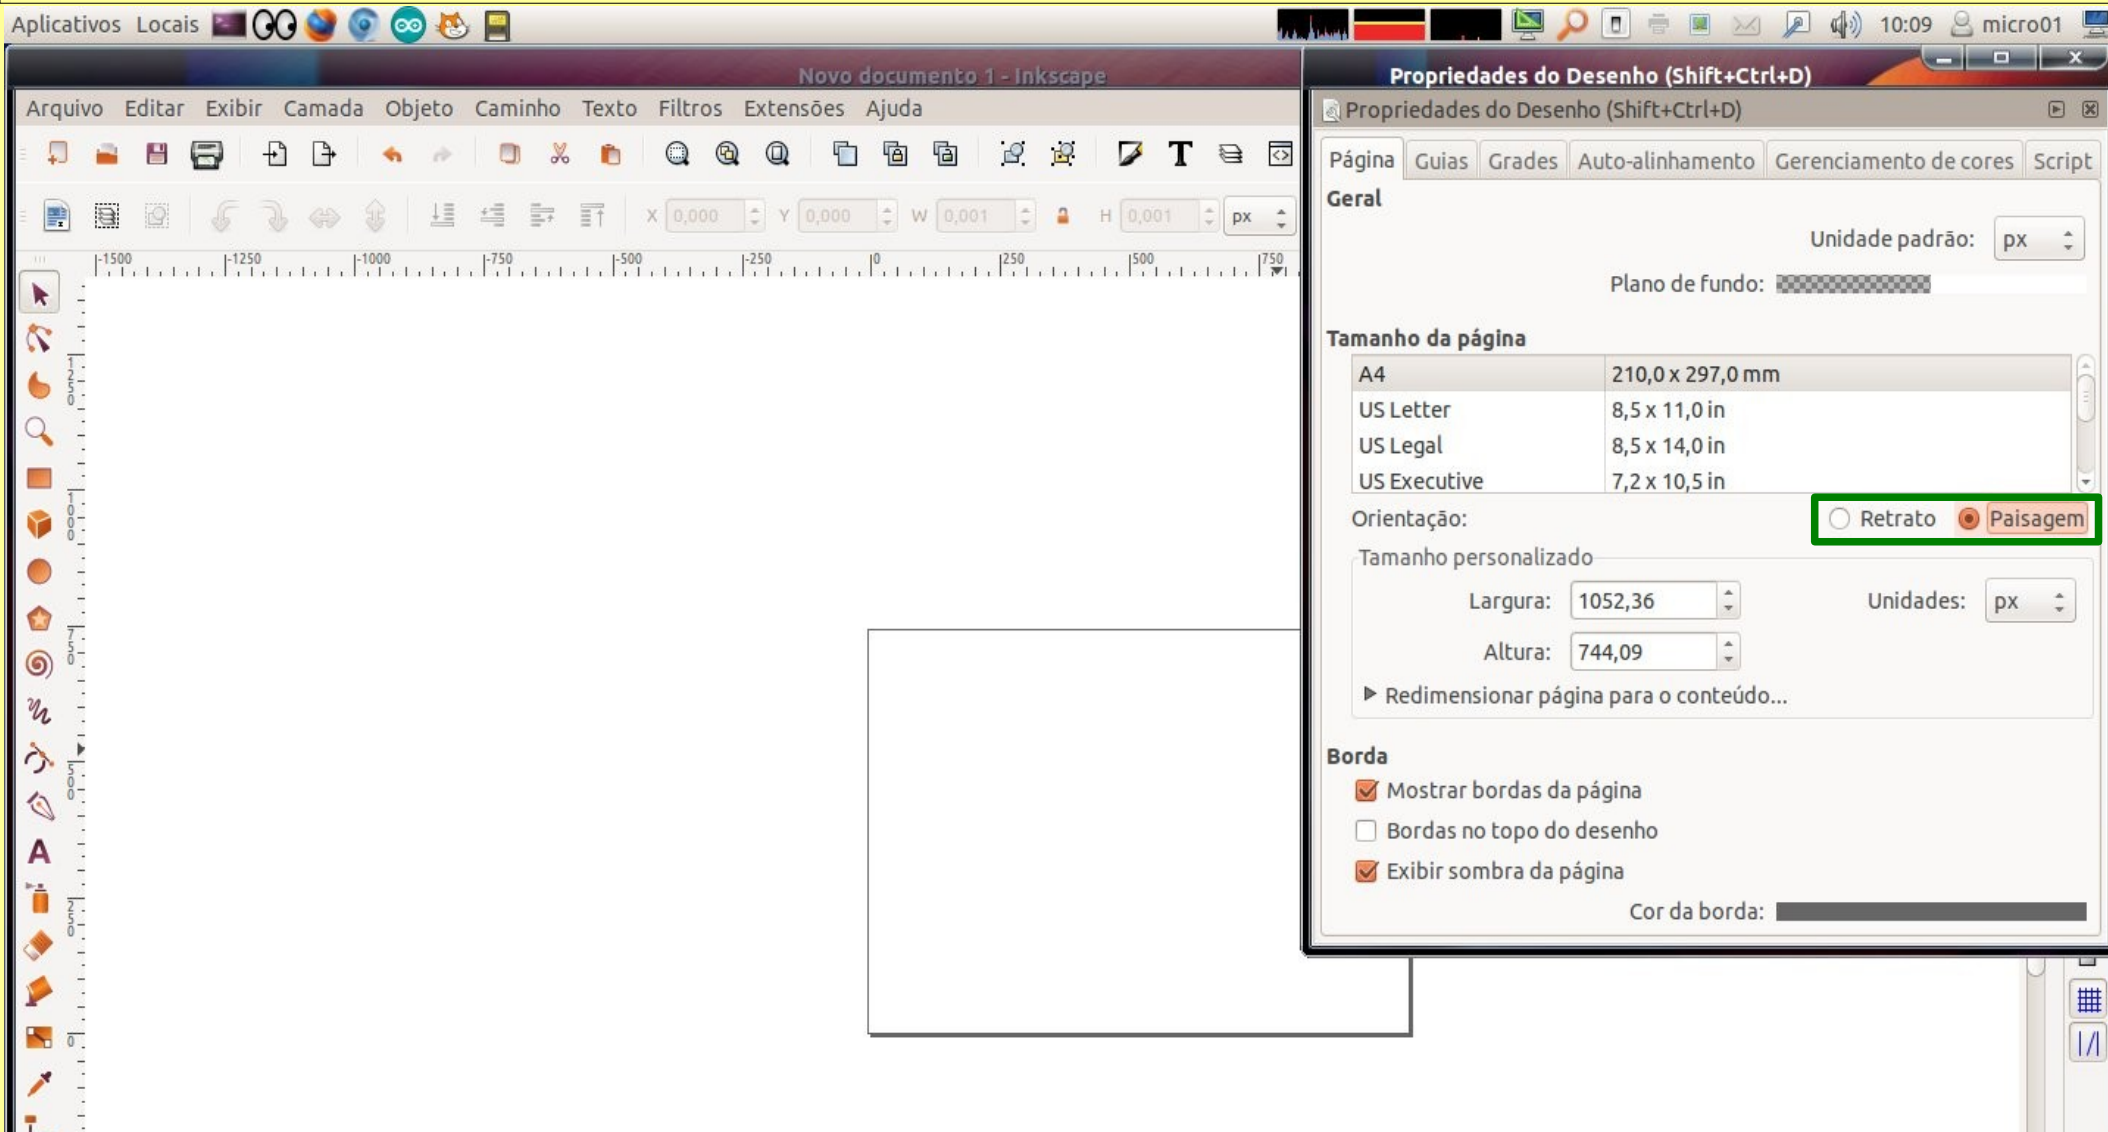 Aplicativos Locais 10:09 micro01
Novo documento 1 - Inkscape
Arquivo Editar Exibir Camada Objeto Caminho Texto Filtros Extensões Ajuda
X 0,000 Y 0,000 W 0,001 H 0,001 px
-1500 -1250 -1000 -750 -500 -250 0 250 500 750
1250
1000
750
500
250
0
Propriedades do Desenho (Shift+Ctrl+D)
Propriedades do Desenho (Shift+Ctrl+D)
Página Guias Grades Auto-alinhamento Gerenciamento de cores Script
Geral
Unidade padrão: px
Plano de fundo:
Tamanho da página
A4 210,0 x 297,0 mm
US Letter 8,5 x 11,0 in
US Legal 8,5 x 14,0 in
US Executive 7,2 x 10,5 in
Orientação: Retrato Paisagem
Tamanho personalizado
Largura: 1052,36 Unidades: px
Altura: 744,09
Redimensionar página para o conteúdo...
Borda
Mostrar bordas da página
Bordas no topo do desenho
Exibir sombra da página
Cor da borda: